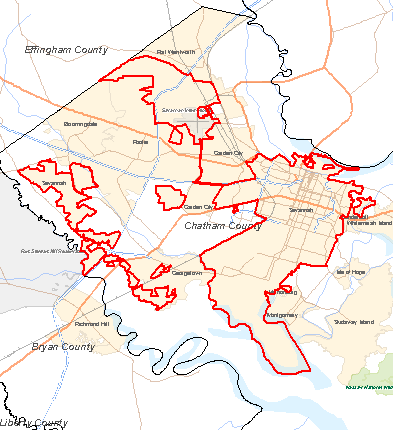 Effingham County
Port Wentworth
Bloomingdale
Pooler
Garden City
Savannah
Garden City
Savannah
Chatham County
Whitemarsh Island
Georgetown
Isle of Hope
Montgomery
Skidaway Island
Richmond Hill
Bryan County
Liberty County